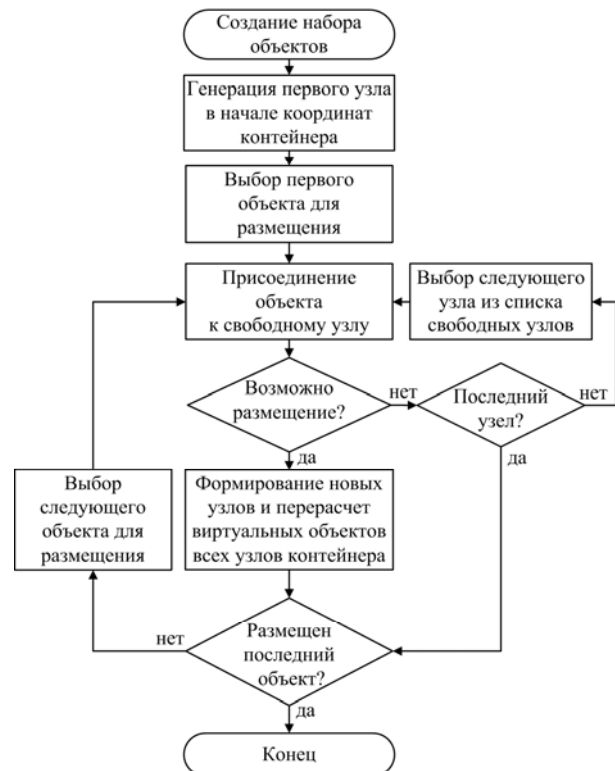 Создание набора
объектов
Генерация первого узла
в начале координат
контейнера
Выбор первого
объекта для
размещения
Присоединение
объекта
к свободному узлу
Выбор следующего
узла из списка
свободных узлов
Возможно
размещение?
нет
Последний
узел?
нет
да
да
Выбор
следующего
объекта для
размещения
Формирование новых
узлов и перерасчет
виртуальных объектов
всех узлов контейнера
нет
Размещен
последний
объект?
да
Конец